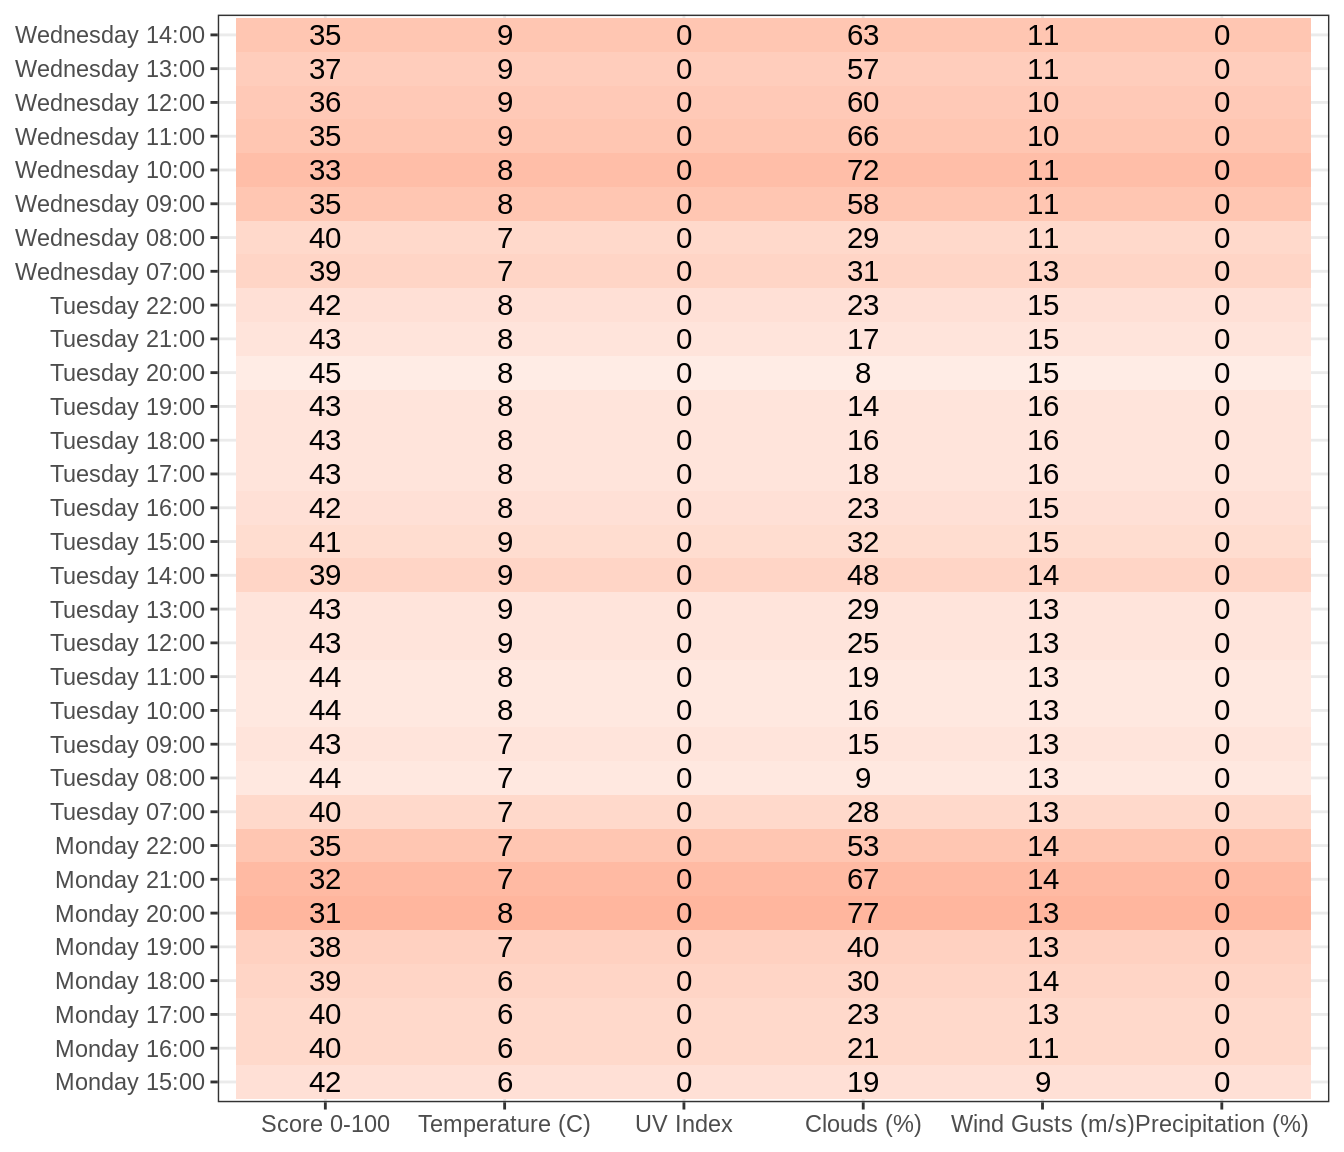 Wednesday 14:00 35 9 0 63 11 0
Wednesday 13:00 37 9 0 57 11 0
Wednesday 12:00 36 9 0 60 10 0
Wednesday 11:00 35 9 0 66 10 0
Wednesday 10:00 33 8 0 72 11 0
Wednesday 09:00 35 8 0 58 11 0
Wednesday 08:00 40 7 0 29 11 0
Wednesday 07:00 39 7 0 31 13 0
Tuesday 22:00 42 8 0 23 15 0
Tuesday 21:00 43 8 0 17 15 0
Tuesday 20:00 45 8 0 8 15 0
Tuesday 19:00 43 8 0 14 16 0
Tuesday 18:00 43 8 0 16 16 0
Tuesday 17:00 43 8 0 18 16 0
Tuesday 16:00 42 8 0 23 15 0
Tuesday 15:00 41 9 0 32 15 0
Tuesday 14:00 39 9 0 48 14 0
Tuesday 13:00 43 9 0 29 13 0
Tuesday 12:00 43 9 0 25 13 0
Tuesday 11:00 44 8 0 19 13 0
Tuesday 10:00 44 8 0 16 13 0
Tuesday 09:00 43 7 0 15 13 0
Tuesday 08:00 44 7 0 9 13 0
Tuesday 07:00 40 7 0 28 13 0
Monday 22:00 35 7 0 53 14 0
Monday 21:00 32 7 0 67 14 0
Monday 20:00 31 8 0 77 13 0
Monday 19:00 38 7 0 40 13 0
Monday 18:00 39 6 0 30 14 0
Monday 17:00 40 6 0 23 13 0
Monday 16:00 40 6 0 21 11 0
Monday 15:00 42 6 0 19 9 0
Score 0-100 Temperature (C) UV Index Clouds (%) Wind Gusts (m/s) Precipitation (%)